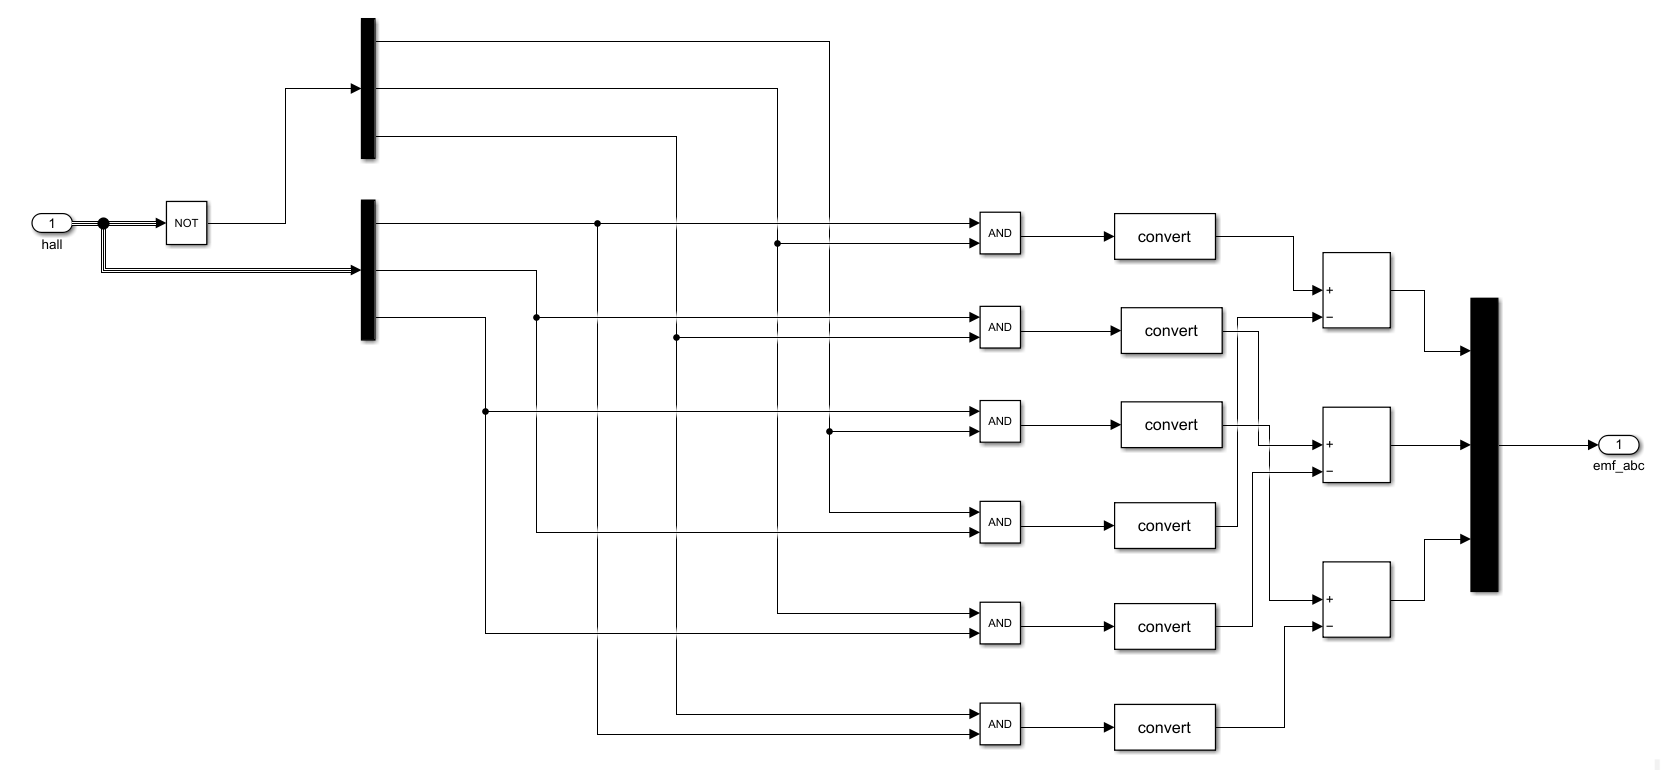 1
hall
NOT
AND
convert
+
−
AND
convert
AND
convert
+
−
1
emf_abc
AND
convert
AND
convert
+
−
AND
convert